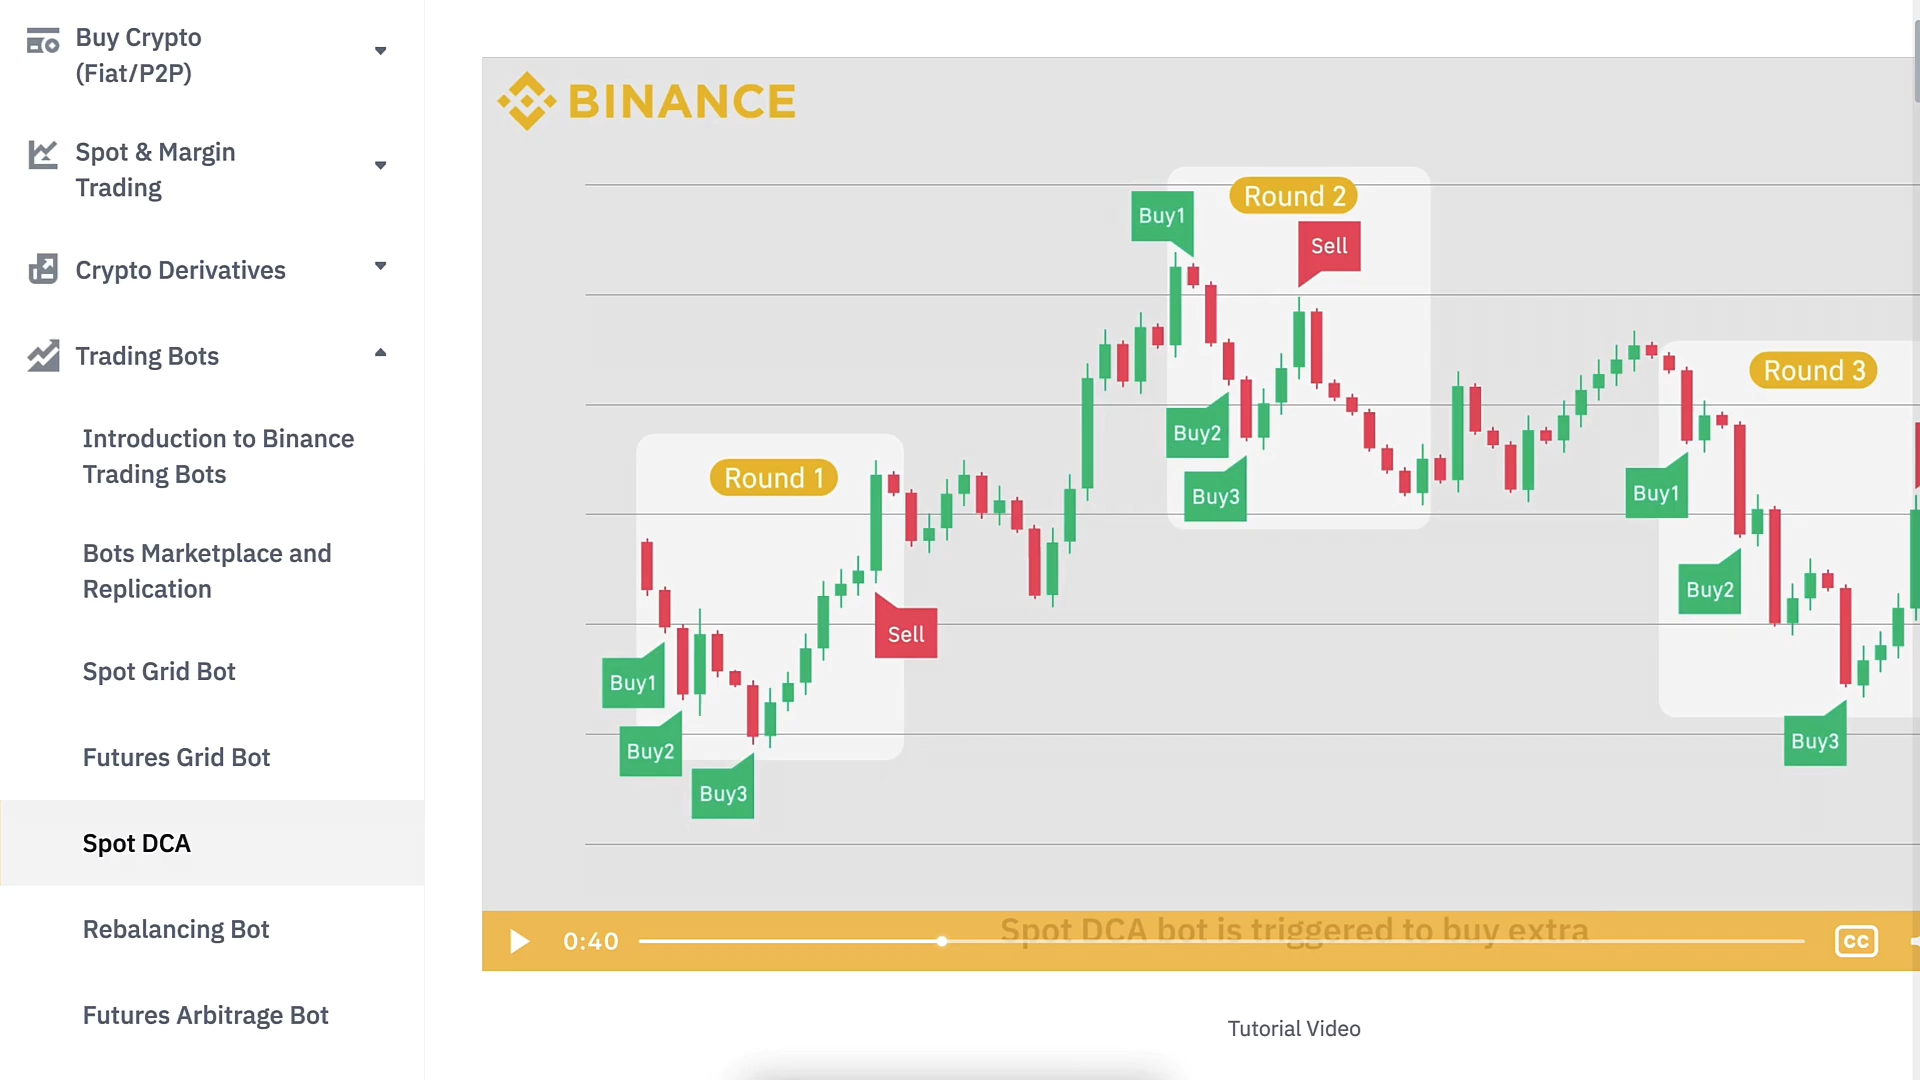 Buy Crypto
(Fiat/P2P)
Spot & Margin
Trading
Crypto Derivatives
Trading Bots
Introduction to Binance
Trading Bots
Bots Marketplace and
Replication
Spot Grid Bot
Futures Grid Bot
Spot DCA
Rebalancing Bot
Futures Arbitrage Bot
BINANCE
Round 1
Buy1
Buy2
Buy3
Sell
Round 2
Buy1
Sell
Buy2
Buy3
Round 3
Buy1
Buy2
Buy3
Spot DCA bot is triggered to buy extra
0:40
CC
Tutorial Video